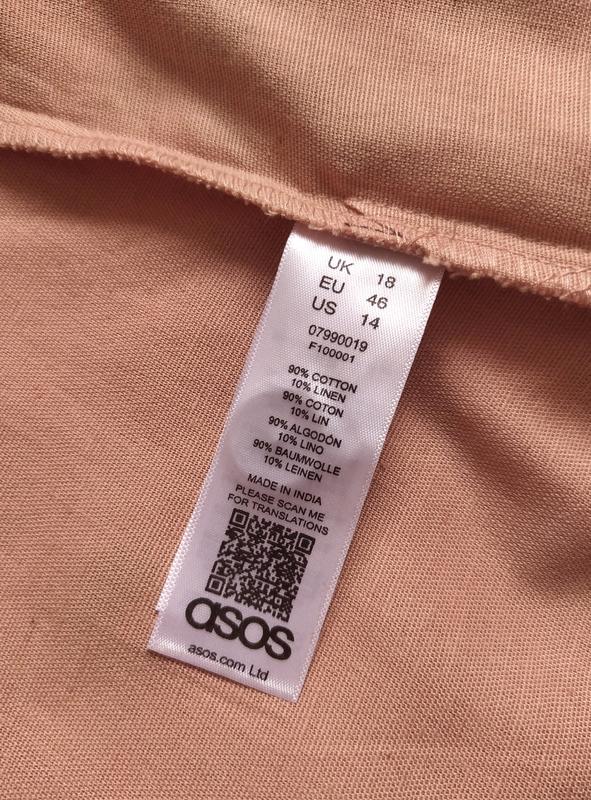 UK 18
EU 46
US 14
07990019
F100001
90% COTTON
10% LINEN
90% COTON
10% LIN
90% ALGODÓN
10% LINO
90% BAUMWOLLE
10% LEINEN
MADE IN INDIA
PLEASE SCAN ME
FOR TRANSLATIONS
asos
asos.com Ltd